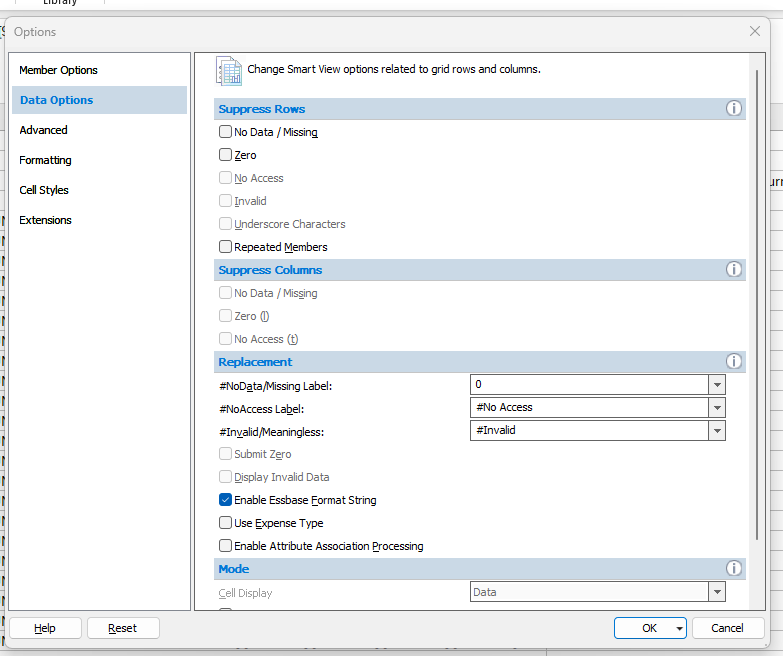 Library
Options
Member Options
Data Options
Advanced
Formatting
Cell Styles
Extensions
Change Smart View options related to grid rows and columns.
Suppress Rows
No Data / Missing
Zero
No Access
Invalid
Underscore Characters
Repeated Members
Suppress Columns
No Data / Missing
Zero (l)
No Access (t)
Replacement
#NoData/Missing Label:
0
#NoAccess Label:
#No Access
#Invalid/Meaningless:
#Invalid
Submit Zero
Display Invalid Data
Enable Essbase Format String
Use Expense Type
Enable Attribute Association Processing
Mode
Cell Display
Data
Help
Reset
OK
Cancel